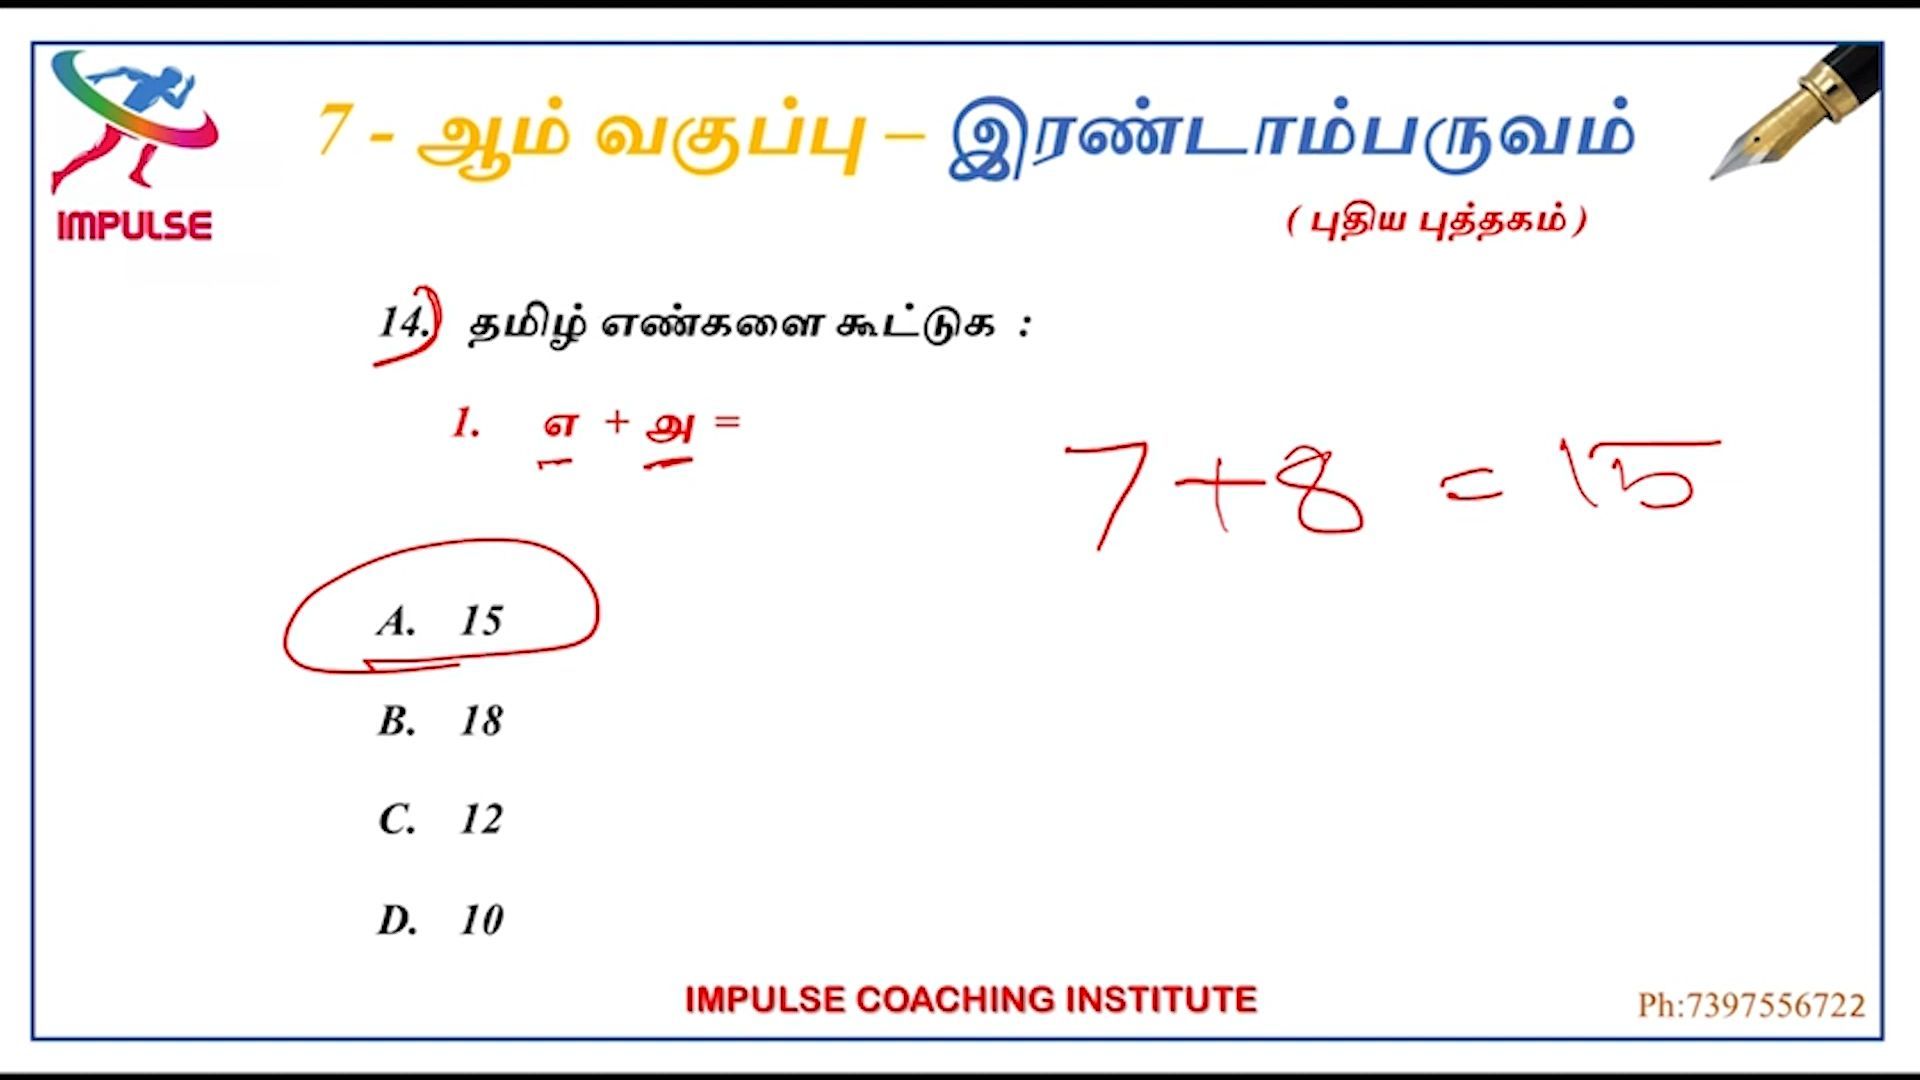 7 - ஆம் வகுப்பு – இரண்டாம்பருவம்
IMPULSE
( புதிய புத்தகம் )
14.) தமிழ் எண்களை கூட்டுக :
1. எ + அ =
7+8 = 15
A. 15
B. 18
C. 12
D. 10
IMPULSE COACHING INSTITUTE
Ph:7397556722